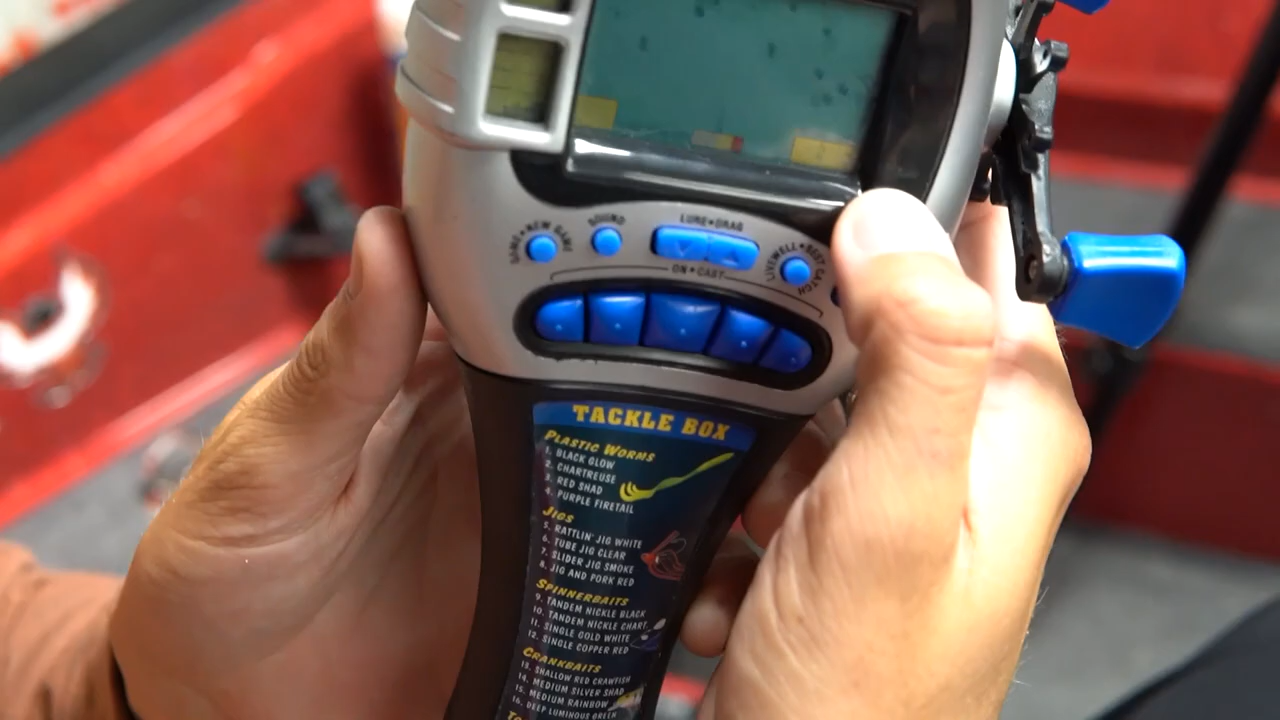 SOUND
LURE•DRAG
NEW GAME
LIVEWELL•BEST CATCH
ON•CAST
TACKLE BOX
PLASTIC WORMS
1. BLACK GLOW
2. CHARTREUSE
3. RED SHAD
4. PURPLE FIRETAIL
JIGS
5. RATTLIN' JIG WHITE
6. TUBE JIG CLEAR
7. SLIDER JIG SMOKE
8. JIG AND PORK RED
SPINNERBAITS
9. TANDEM NICKLE BLACK
10. TANDEM NICKLE CHART.
11. SINGLE GOLD WHITE
12. SINGLE COPPER RED
CRANKBAITS
13. SHALLOW RED CRAWFISH
14. MEDIUM SILVER SHAD
15. MEDIUM RAINBOW
16. DEEP LUMINOUS GREEN